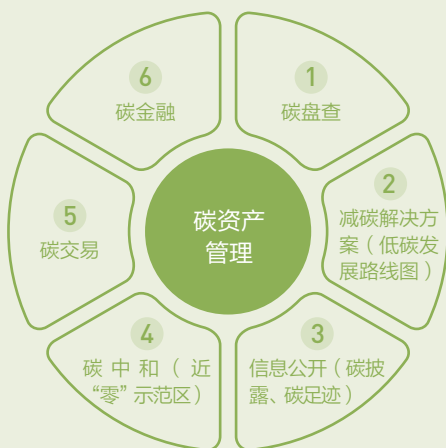 碳资产
管理
1
碳盘查
2
减碳解决方
案（低碳发
展路线图）
3
信息公开（碳披
露、碳足迹）
4
碳中和（近
“零”示范区）
5
碳交易
6
碳金融